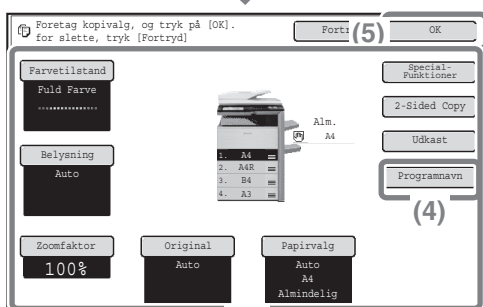 Foretag kopivalg, og tryk på [OK].
for slette, tryk [Fortryd]
(5)
OK
Farvetilstand
Fuld Farve
Special-
Funktioner
2-Sided Copy
Alm.
A4
Udkast
Belysning
Auto
1. A4
2. A4R
3. B4
4. A3
Programnavn
(4)
Zoomfaktor
100%
Original
Auto
Papirvalg
Auto
A4
Almindelig